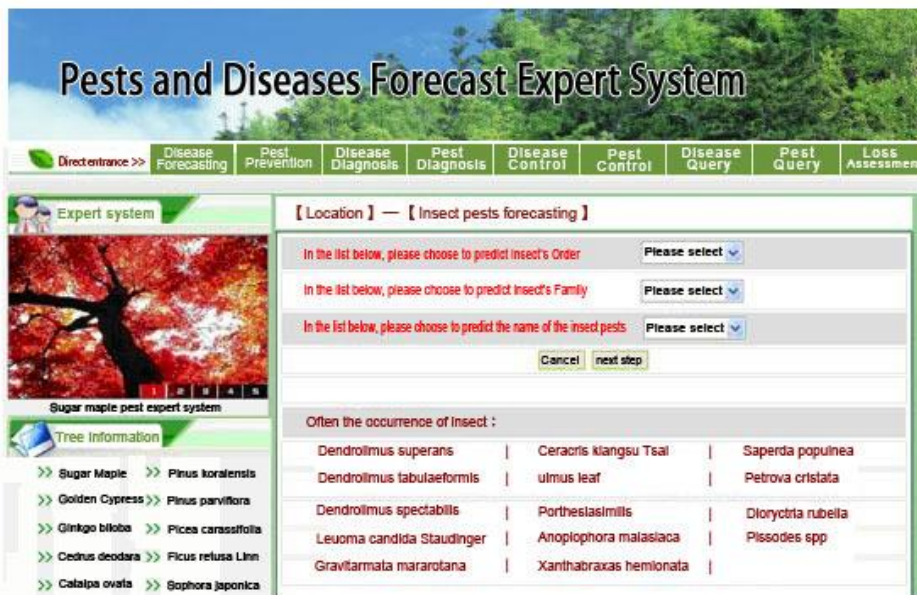 Pests and Diseases Forecast Expert System
Direct entrance >> Disease Forecasting Pest Prevention Disease Diagnosis Pest Diagnosis Disease Control Pest Control Disease Query Pest Query Loss Assessmen
Expert system
1 2 3 4 5
Sugar maple pest expert system
Tree Information
>> Sugar Maple >> Pinus koraiensis
>> Golden Cypress >> Pinus parviflora
>> Ginkgo biloba >> Picea carassifolia
>> Cedrus deodara >> Ficus retusa Linn
>> Catalpa ovata >> Sophora japonica
【 Location 】 — 【 Insect pests forecasting 】
In the list below, please choose to predict insect's Order Please select
In the list below, please choose to predict insect's Family Please select
In the list below, please choose to predict the name of the insect pests Please select
Cancel next step
Often the occurrence of insect :
Dendrolimus superans | Ceracris kiangsu Tsai | Saperda populnea
Dendrolimus tabulaeformis | ulmus leaf | Petrova cristata
Dendrolimus spectabilis | Porthesiasimilis | Dioryctria rubella
Leuoma candida Staudinger | Anoplophora malasiaca | Pissodes spp
Gravitarmata mararotana | Xanthabraxas hemionata |